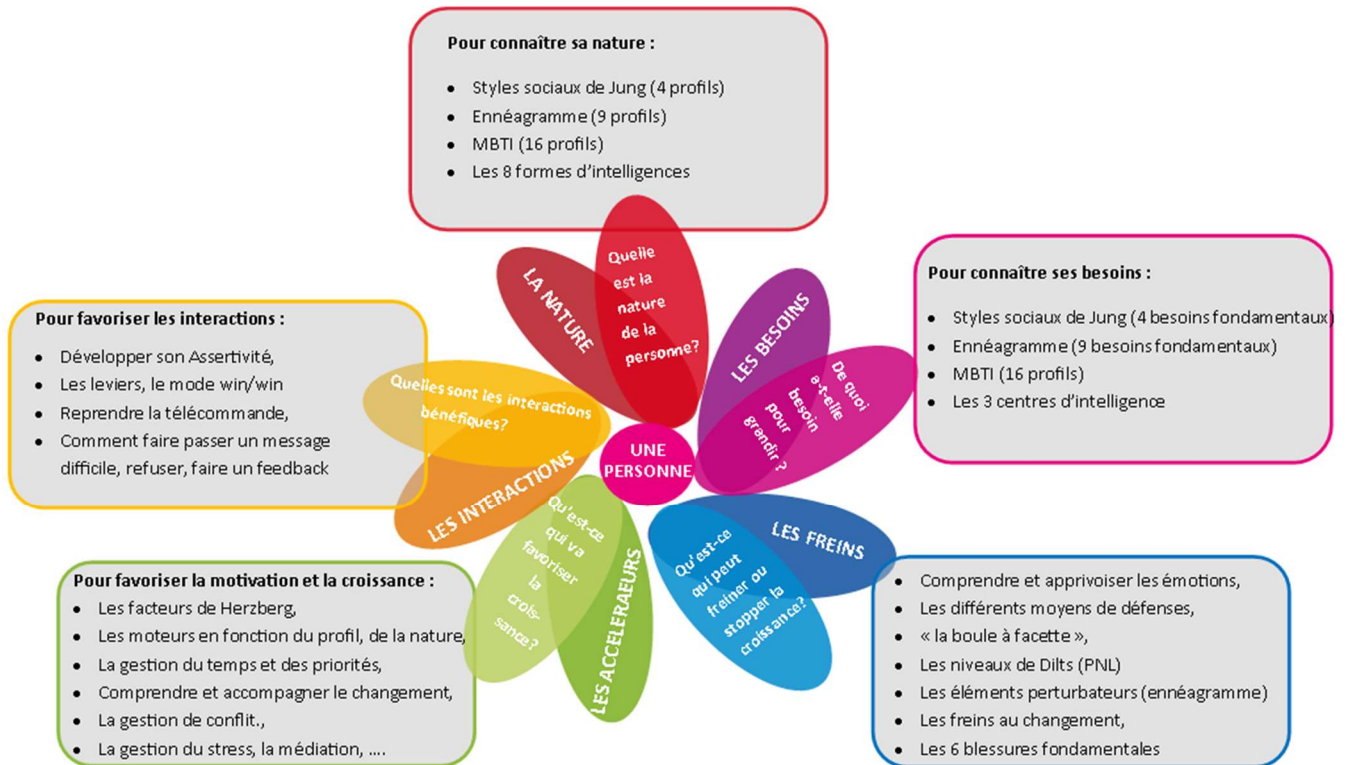 Pour connaître sa nature :
• Styles sociaux de Jung (4 profils)
• Ennéagramme (9 profils)
• MBTI (16 profils)
• Les 8 formes d'intelligences
LA NATURE
Quelle
est la
nature
de la
personne?
LES BESOINS
De quoi
a-t-elle
besoin
pour
grandir ?
Pour connaître ses besoins :
• Styles sociaux de Jung (4 besoins fondamentaux)
• Ennéagramme (9 besoins fondamentaux)
• MBTI (16 profils)
• Les 3 centres d'intelligence
Pour favoriser les interactions :
• Développer son Assertivité,
• Les leviers, le mode win/win
• Reprendre la télécommande,
• Comment faire passer un message
difficile, refuser, faire un feedback
Quelles sont les interactions
bénéfiques?
LES INTERACTIONS
UNE
PERSONNE
LES FREINS
Qu'est-ce
qui peut
freiner ou
stopper la
croissance?
• Comprendre et apprivoiser les émotions,
• Les différents moyens de défenses,
• « la boule à facette »,
• Les niveaux de Dilts (PNL)
• Les éléments perturbateurs (ennéagramme)
• Les freins au changement,
• Les 6 blessures fondamentales
LES ACCELERAEURS
Qu'est-ce
qui va
favoriser
la
crois-
sance?
Pour favoriser la motivation et la croissance :
• Les facteurs de Herzberg,
• Les moteurs en fonction du profil, de la nature,
• La gestion du temps et des priorités,
• Comprendre et accompagner le changement,
• La gestion de conflit.,
• La gestion du stress, la médiation, ....